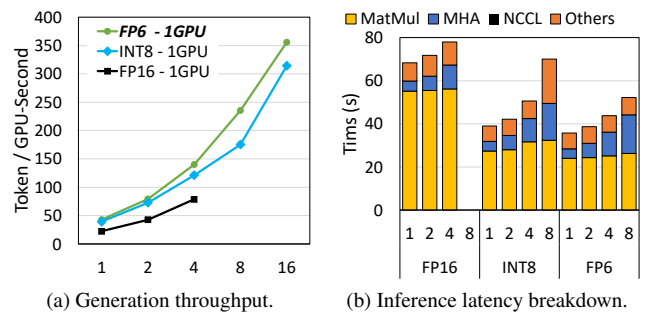 400
350
300
250
200
150
100
50
0
Token / GPU-Second
FP6 - 1GPU
INT8 - 1GPU
FP16 - 1GPU
1 2 4 8 16
(a) Generation throughput.
MatMul MHA NCCL Others
80
60
40
20
0
Tims (s)
1 2 4 8 1 2 4 8 1 2 4 8
FP16 INT8 FP6
(b) Inference latency breakdown.